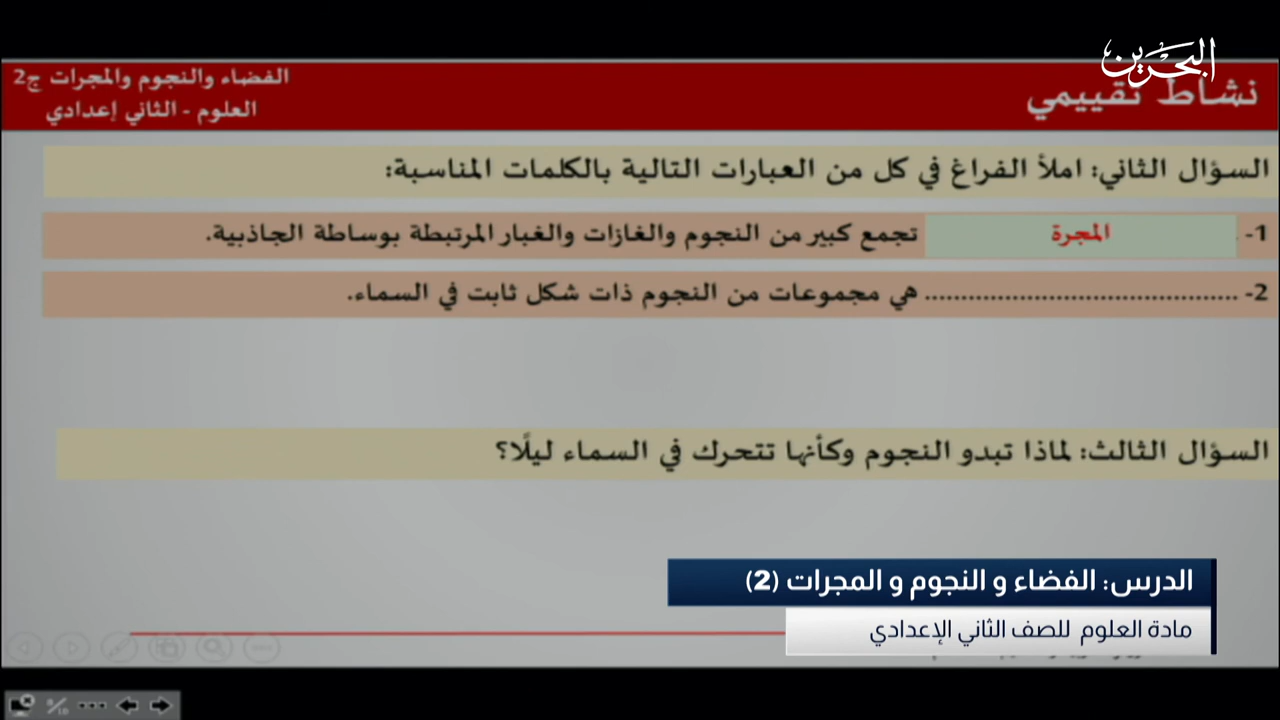 البحرين
نشاط تقييمي
الفضاء والنجوم والمجرات ج2
العلوم - الثاني إعدادي
السؤال الثاني: املأ الفراغ في كل من العبارات التالية بالكلمات المناسبة:
1- المجرة تجمع كبير من النجوم والغازات والغبار المرتبطة بوساطة الجاذبية.
2- ........................................ هي مجموعات من النجوم ذات شكل ثابت في السماء.
السؤال الثالث: لماذا تبدو النجوم وكأنها تتحرك في السماء ليلًا؟
الدرس: الفضاء و النجوم و المجرات (2)
مادة العلوم للصف الثاني الإعدادي